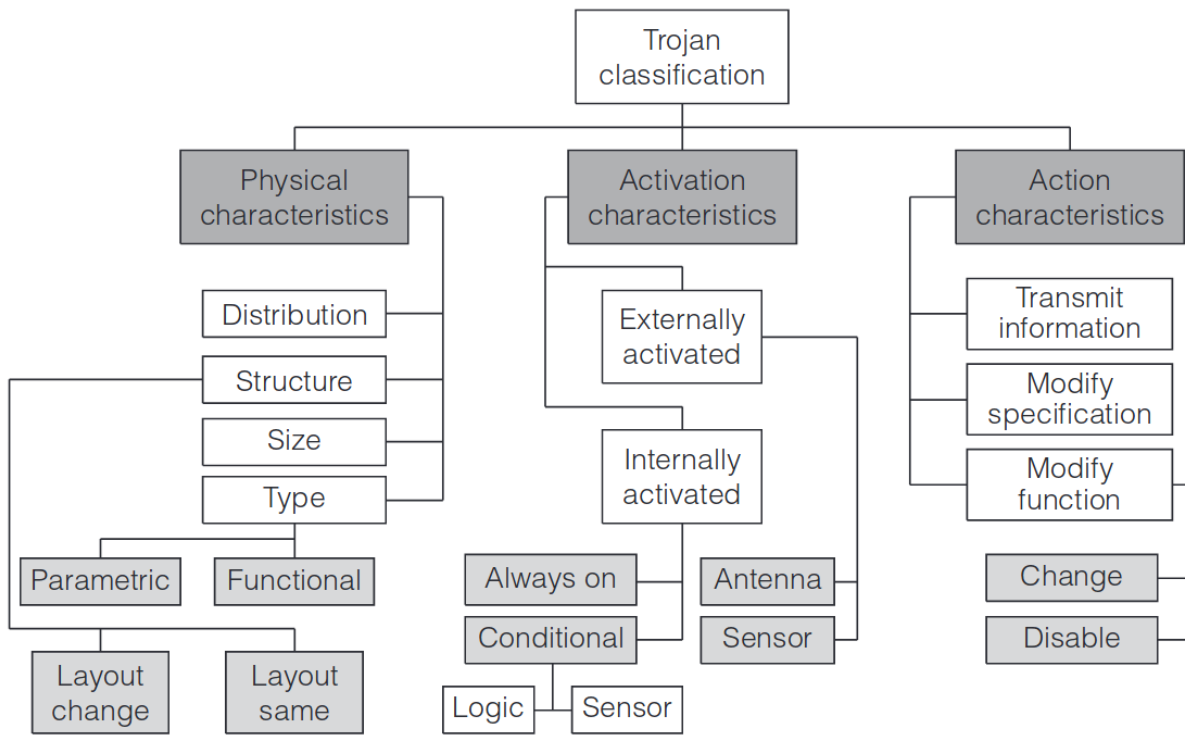 Trojan
classification
Physical
characteristics
Activation
characteristics
Action
characteristics
Distribution
Structure
Size
Type
Parametric
Functional
Layout
change
Layout
same
Externally
activated
Internally
activated
Always on
Conditional
Antenna
Sensor
Logic
Sensor
Transmit
information
Modify
specification
Modify
function
Change
Disable